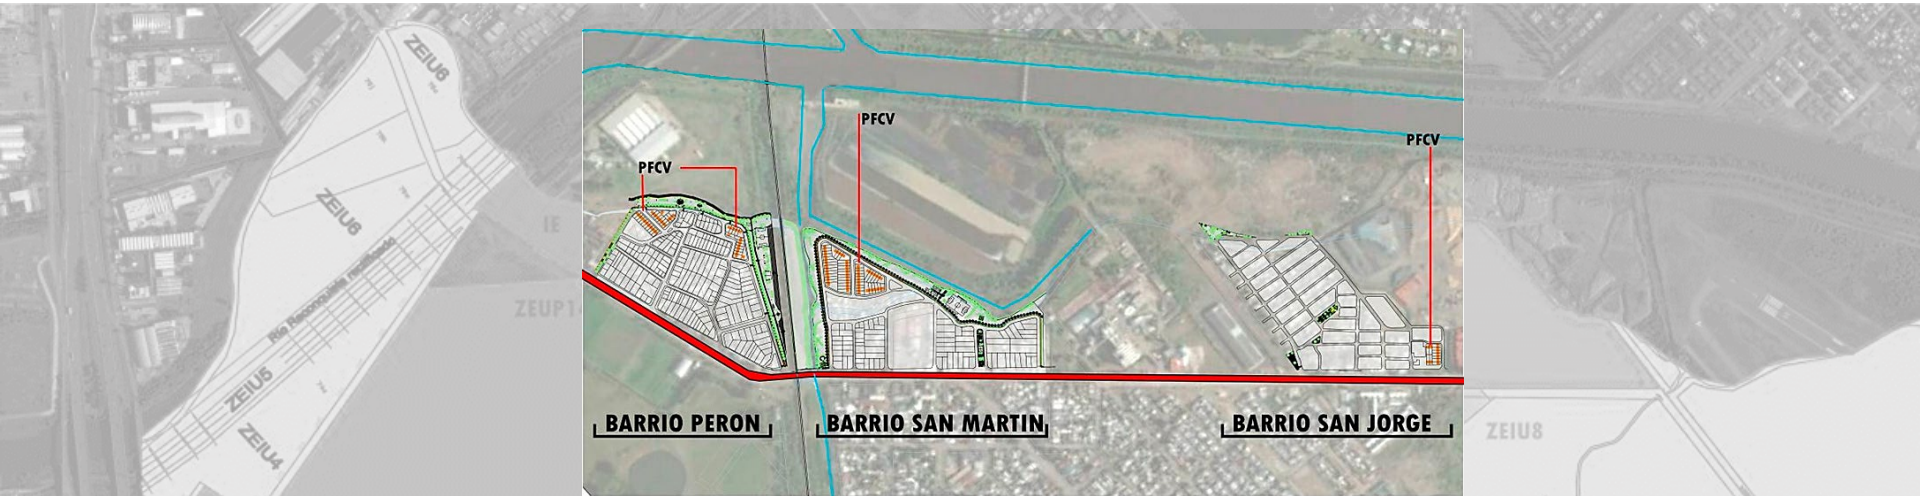 ZEIU6
ZEIU6
Río Reconquista rectificado
ZEIU5
ZEIU4
IE
ZEUP1
PFCV
PFCV
PFCV
BARRIO PERON
BARRIO SAN MARTIN
BARRIO SAN JORGE
ZEIU8